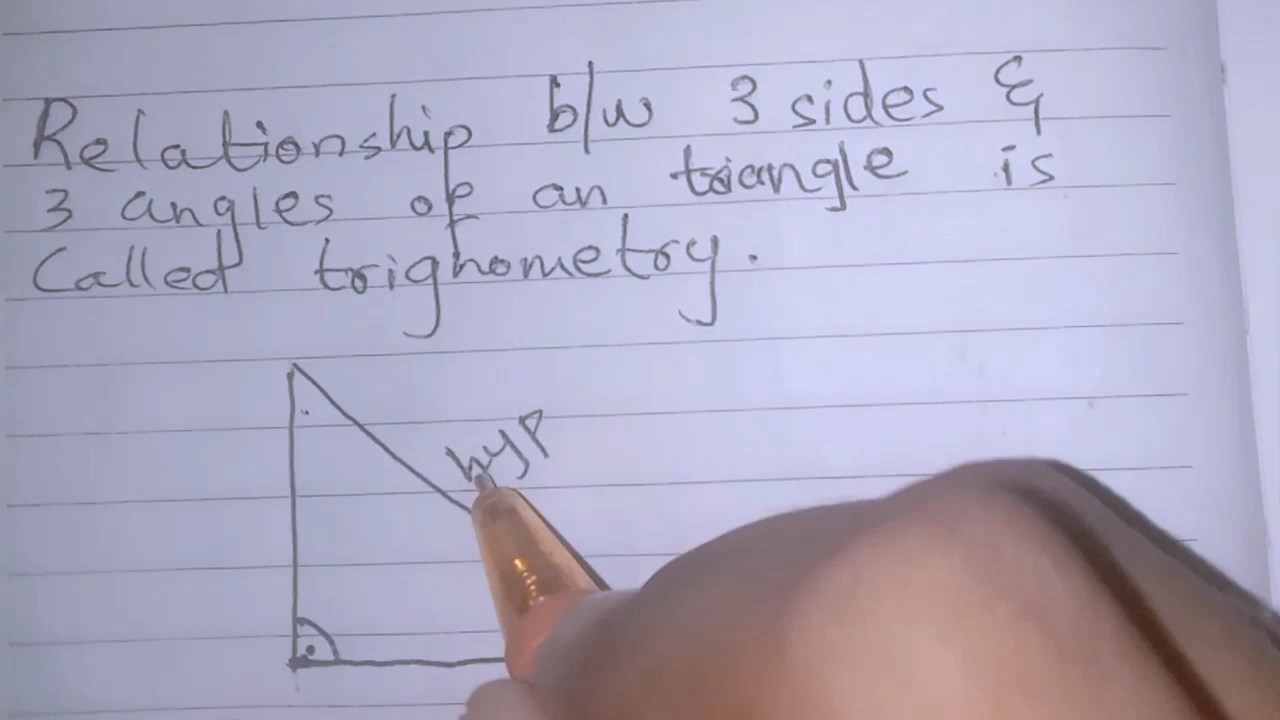 Relationship b/w 3 sides &
3 angles of an triangle is
Called trighometry.
hyp